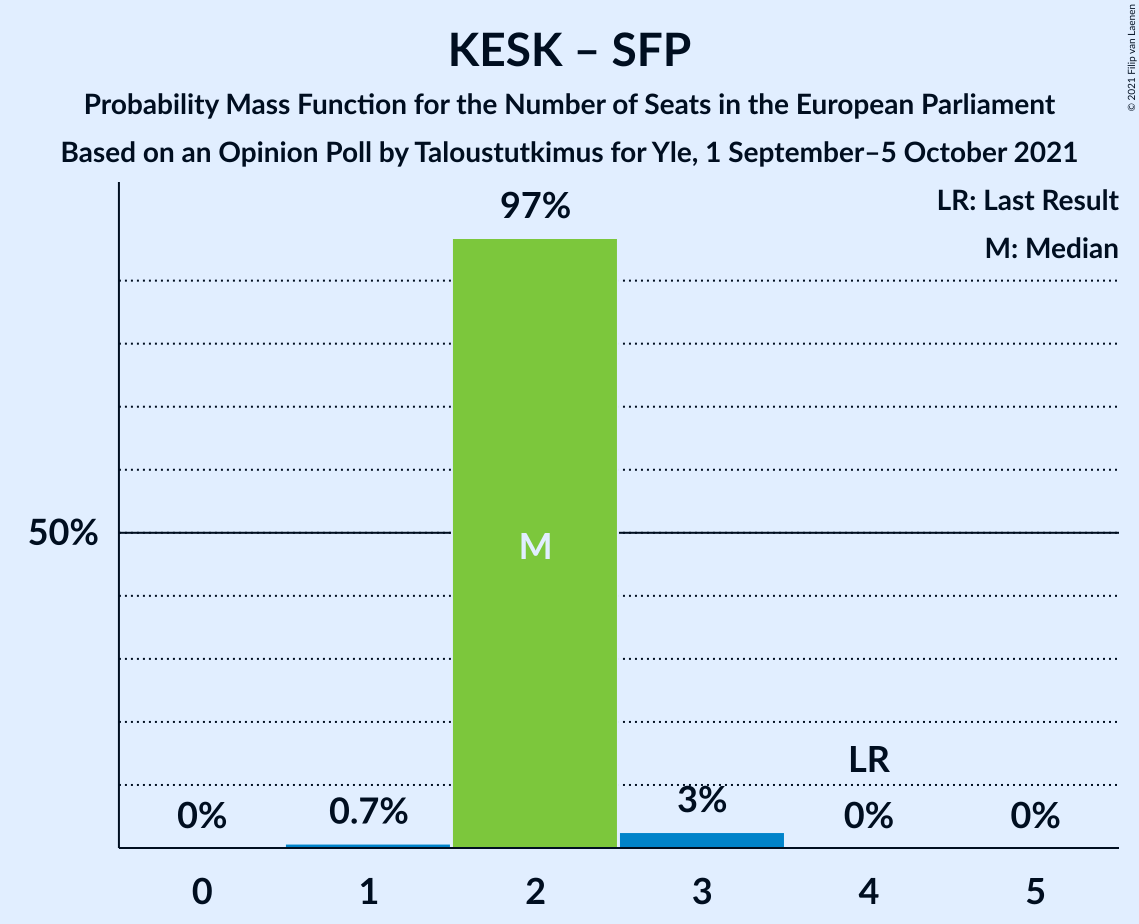 KESK – SFP
Probability Mass Function for the Number of Seats in the European Parliament
Based on an Opinion Poll by Taloustutkimus for Yle, 1 September–5 October 2021
© 2021 Filip van Laenen
LR: Last Result
M: Median
97%
50%
M
LR
0%
0.7%
3%
0%
0%
0
1
2
3
4
5